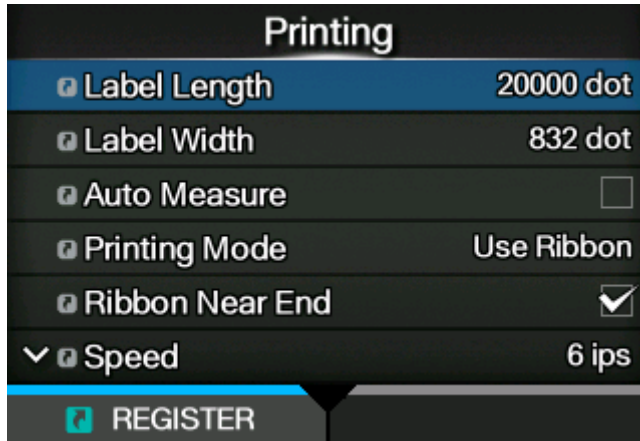 Printing
Label Length 20000 dot
Label Width 832 dot
Auto Measure
Printing Mode Use Ribbon
Ribbon Near End
Speed 6 ips
REGISTER